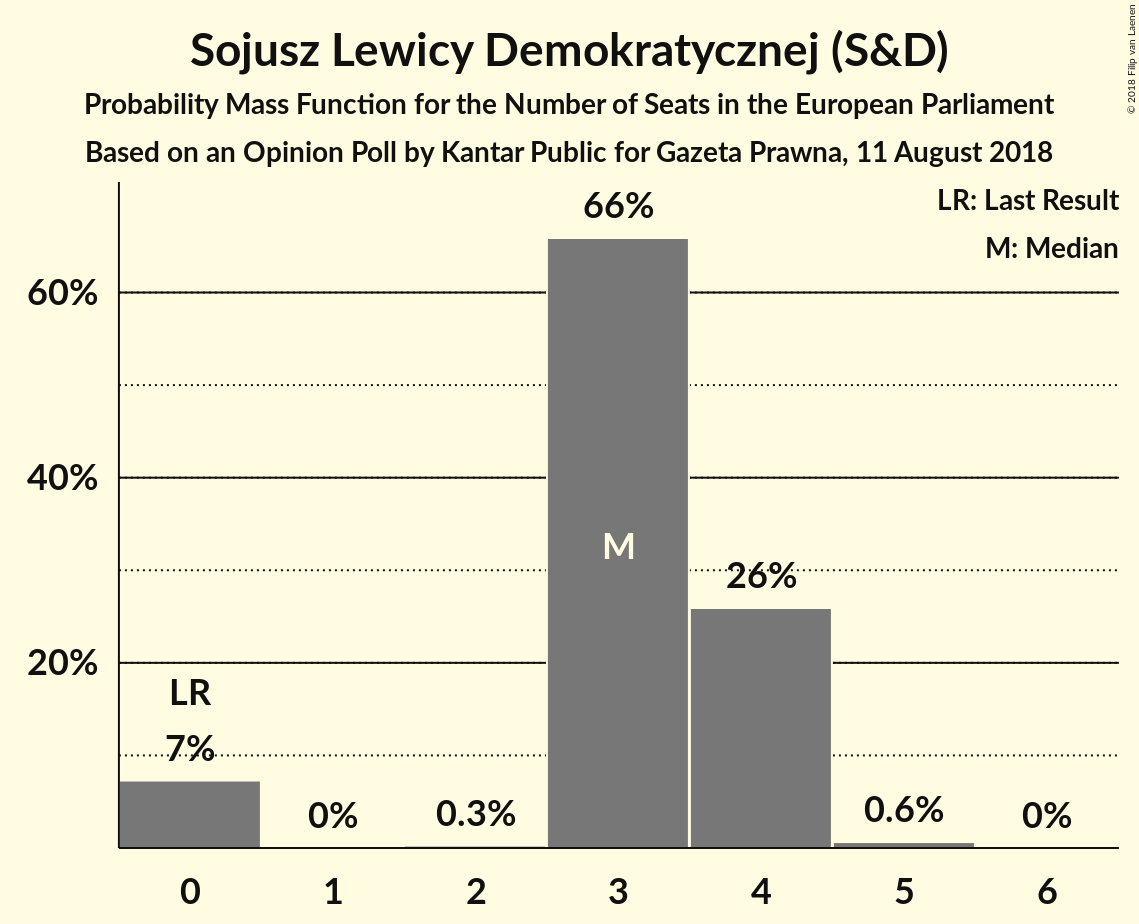 Sojusz Lewicy Demokratycznej (S&D)
Probability Mass Function for the Number of Seats in the European Parliament
Based on an Opinion Poll by Kantar Public for Gazeta Prawna, 11 August 2018
© 2018 Filip van Laenen
LR: Last Result
M: Median
66%
60%
40%
M
26%
20%
LR
7%
0%
0.3%
0.6%
0%
0 1 2 3 4 5 6